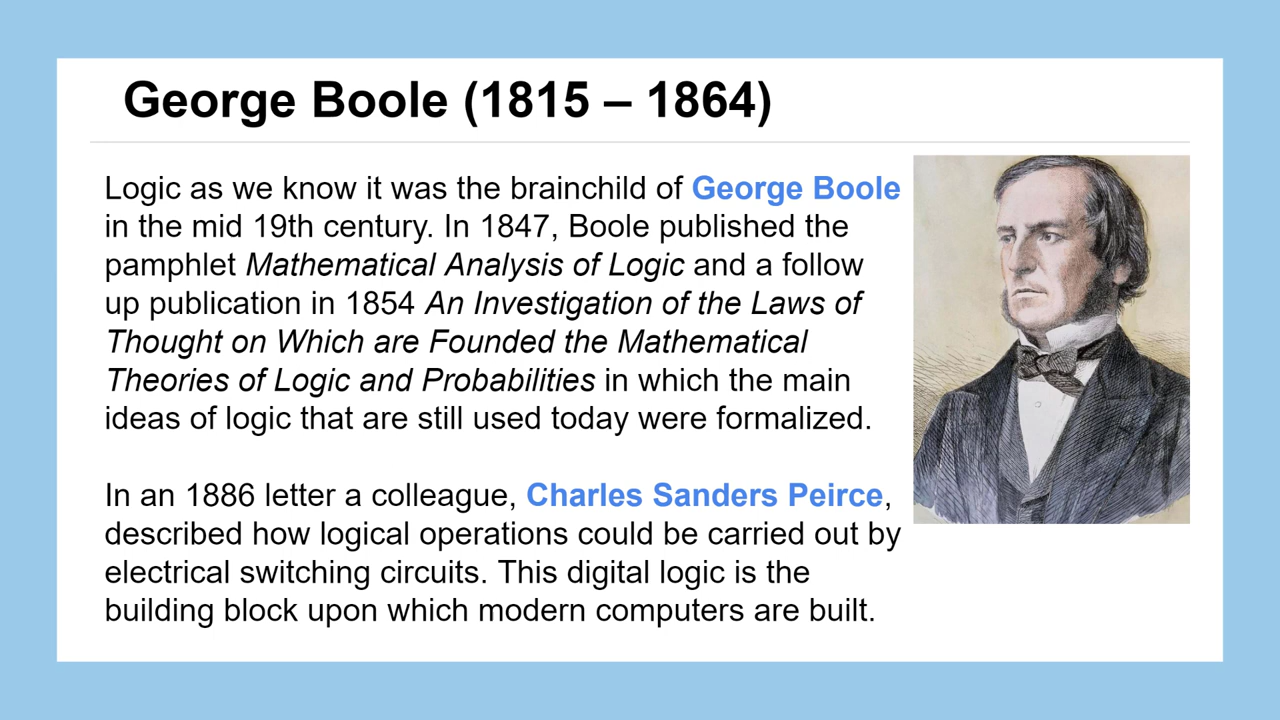 George Boole (1815 – 1864)
Logic as we know it was the brainchild of George Boole
in the mid 19th century. In 1847, Boole published the
pamphlet Mathematical Analysis of Logic and a follow
up publication in 1854 An Investigation of the Laws of
Thought on Which are Founded the Mathematical
Theories of Logic and Probabilities in which the main
ideas of logic that are still used today were formalized.
In an 1886 letter a colleague, Charles Sanders Peirce,
described how logical operations could be carried out by
electrical switching circuits. This digital logic is the
building block upon which modern computers are built.